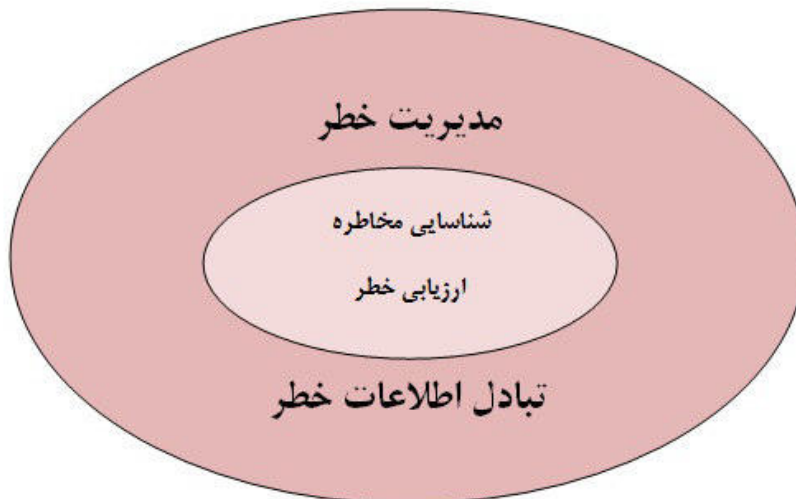 مدیریت خطر
شناسایی مخاطره
ارزیابی خطر
تبادل اطلاعات خطر